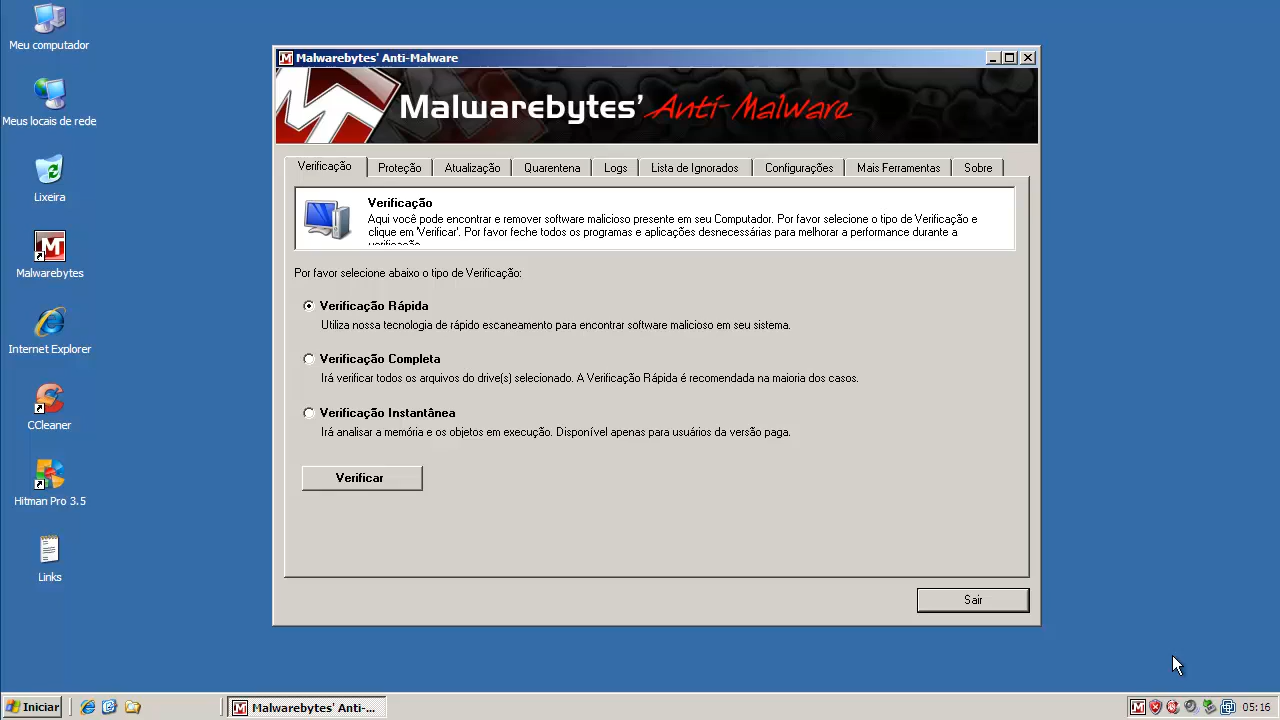 Meu computador
Meus locais de rede
Lixeira
Malwarebytes
Internet Explorer
CCleaner
Hitman Pro 3.5
Links
Malwarebytes' Anti-Malware
Malwarebytes' Anti-Malware
Verificação Proteção Atualização Quarentena Logs Lista de Ignorados Configurações Mais Ferramentas Sobre
Verificação
Aqui você pode encontrar e remover software malicioso presente em seu Computador. Por favor selecione o tipo de Verificação e
clique em 'Verificar'. Por favor feche todos os programas e aplicações desnecessárias para melhorar a performance durante a
verificação.
Por favor selecione abaixo o tipo de Verificação:
Verificação Rápida
Utiliza nossa tecnologia de rápido escaneamento para encontrar software malicioso em seu sistema.
Verificação Completa
Irá verificar todos os arquivos do drive(s) selecionado. A Verificação Rápida é recomendada na maioria dos casos.
Verificação Instantânea
Irá analisar a memória e os objetos em execução. Disponível apenas para usuários da versão paga.
Verificar
Sair
Iniciar
Malwarebytes' Anti-...
05:16